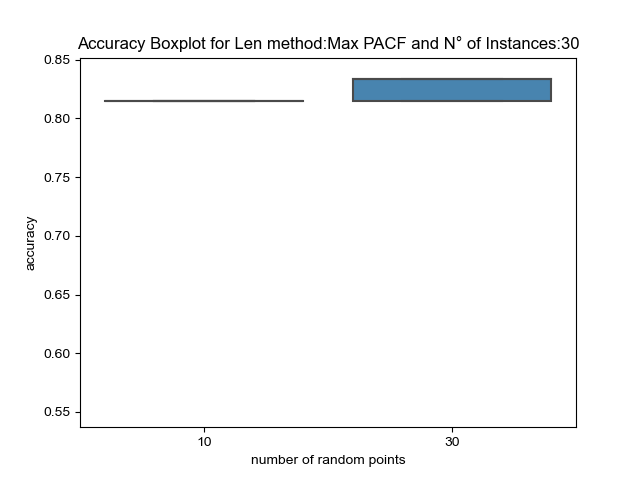 Accuracy Boxplot for Len method:Max PACF and N° of Instances:30
0.85
0.80
0.75
0.70
0.65
0.60
0.55
accuracy
10 30
number of random points